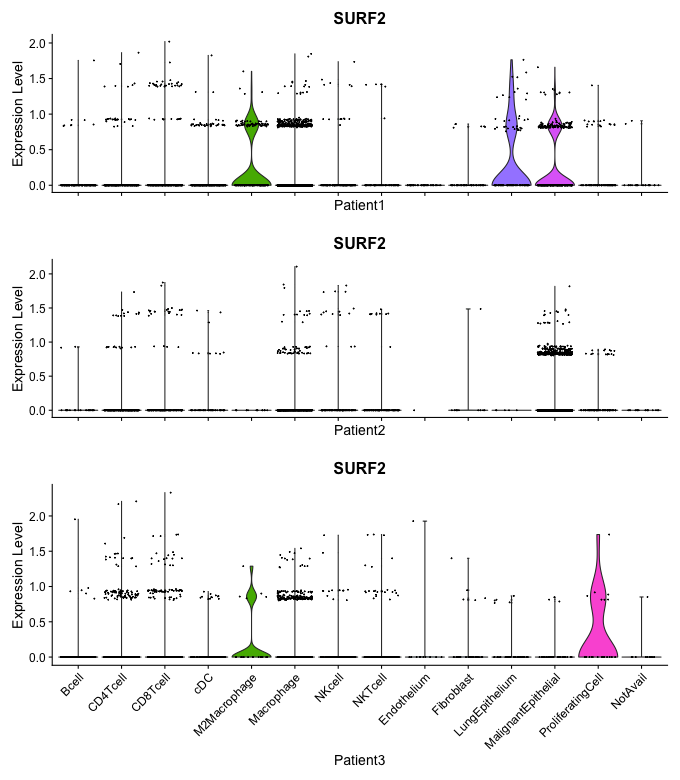 SURF2
Expression Level
2.0
1.5
1.0
0.5
0.0
Patient1
SURF2
Expression Level
2.0
1.5
1.0
0.5
0.0
Patient2
SURF2
Expression Level
2.0
1.5
1.0
0.5
0.0
Bcell
CD4Tcell
CD8Tcell
cDC
M2Macrophage
Macrophage
NKcell
NKTcell
Endothelium
Fibroblast
LungEpithelium
MalignantEpithelial
ProliferatingCell
NotAvail
Patient3